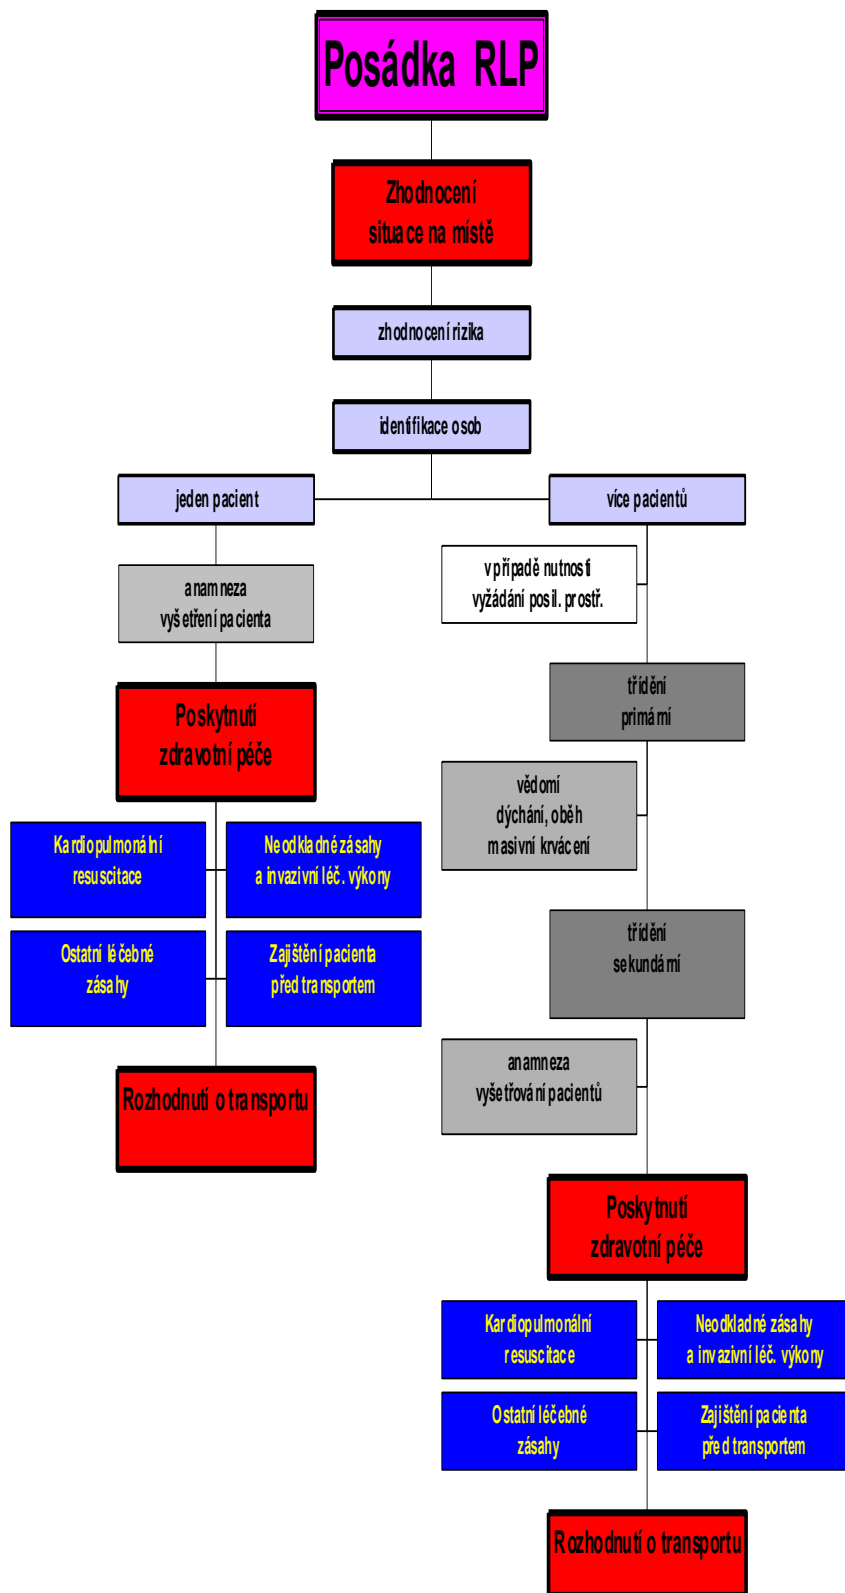 Posádka RLP
Zhodnocení
situace na místě
zhodnocení rizika
identifikace osob
jeden pacient
anamneza
vyšetření pacienta
Poskytnutí
zdravotní péče
Kardiopulmonální
resuscitace
Neodkladné zásahy
a invazivní léč. výkony
Ostatní léčebné
zásahy
Zajištění pacienta
před transportem
Rozhodnutí o transportu
více pacientů
v případě nutnosti
vyžádání posil. prostř.
třídění
primární
vědomí
dýchání, oběh
masivní krvácení
třídění
sekundární
anamneza
vyšetřování pacientů
Poskytnutí
zdravotní péče
Kardiopulmonální
resuscitace
Neodkladné zásahy
a invazivní léč. výkony
Ostatní léčebné
zásahy
Zajištění pacienta
před transportem
Rozhodnutí o transportu